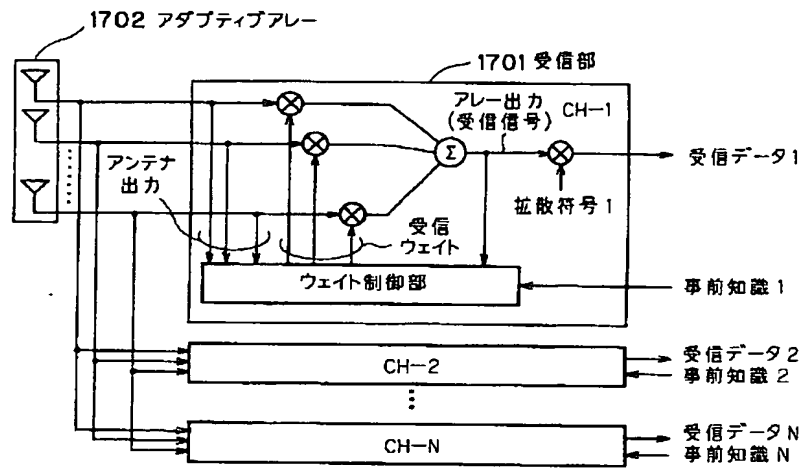 1702 アダプティブアレー
1701 受信部
アレー出力
(受信信号)
CH-1
受信データ1
拡散符号1
アンテナ
出力
受信
ウェイト
ウェイト制御部
事前知識1
CH-2
受信データ2
事前知識2
CH-N
受信データN
事前知識N
Σ